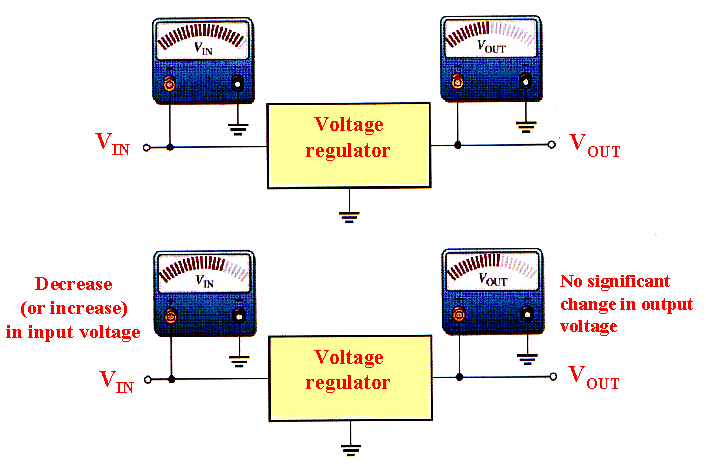 VIN
VOUT
Voltage
regulator
VIN
VOUT
VIN
VOUT
Decrease
(or increase)
in input voltage
No significant
change in output
voltage
Voltage
regulator
VIN
VOUT